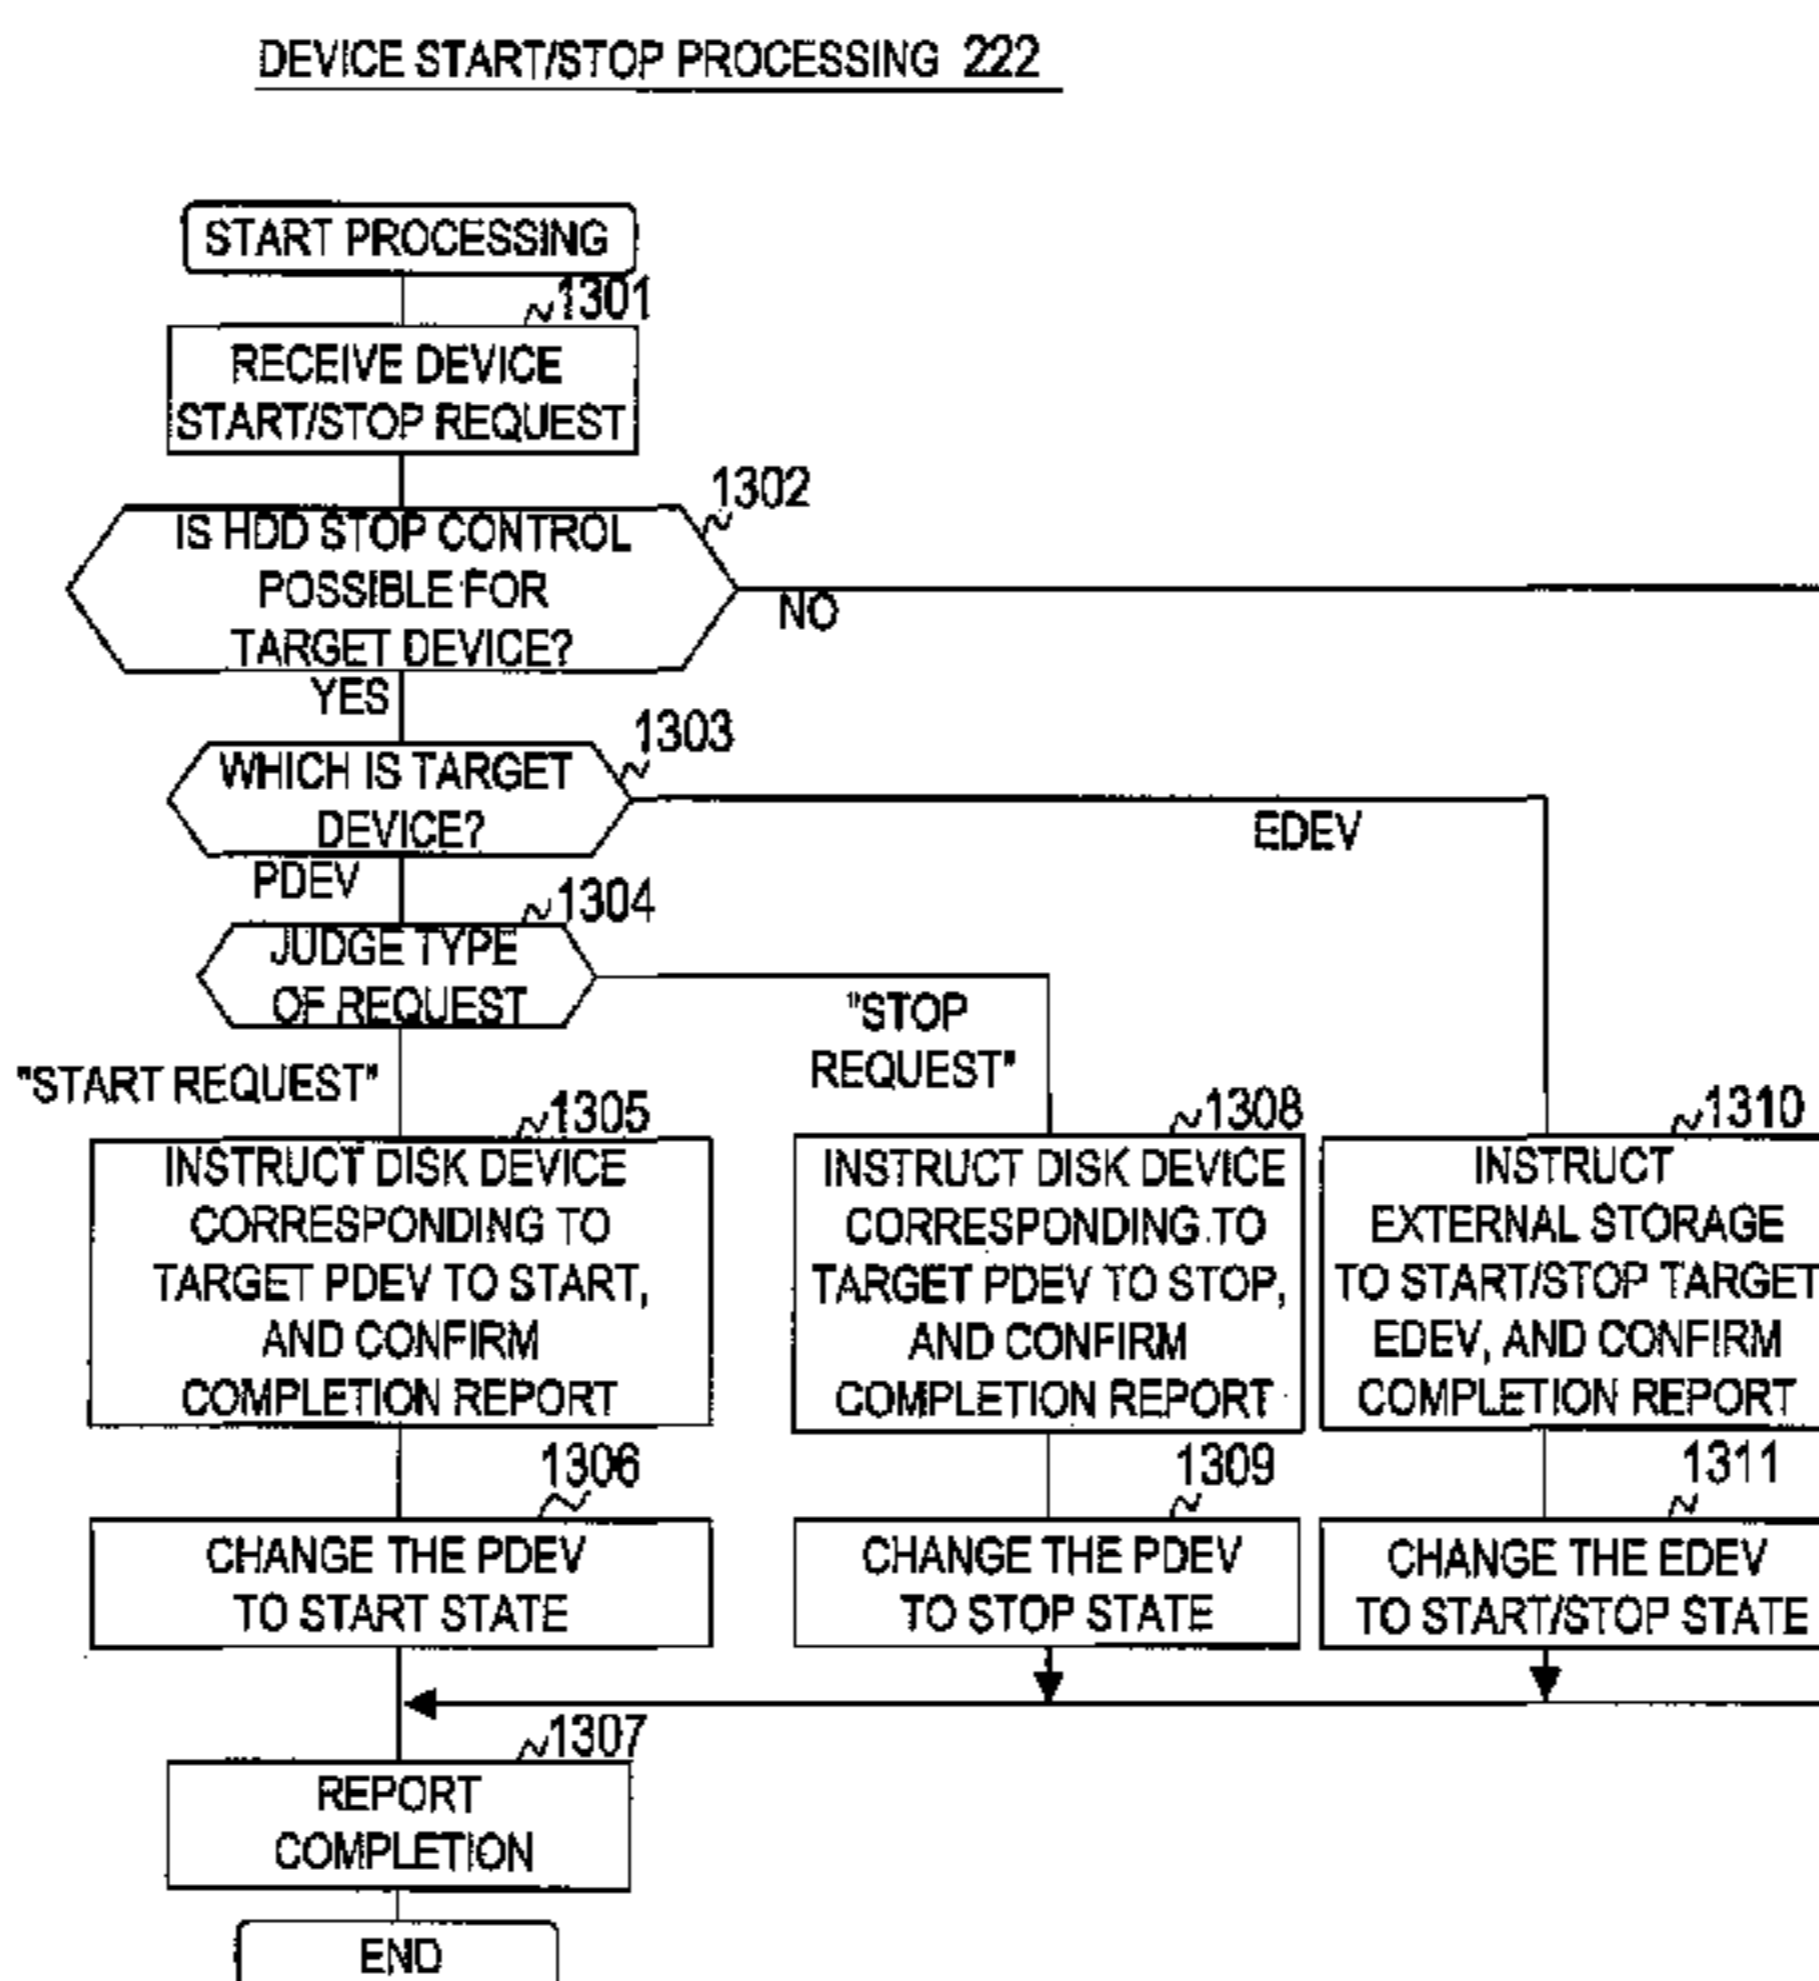 DEVICE START/STOP PROCESSING 222
START PROCESSING
1301
RECEIVE DEVICE
START/STOP REQUEST
1302
IS HDD STOP CONTROL
POSSIBLE FOR
TARGET DEVICE?
NO
YES
1303
WHICH IS TARGET
DEVICE?
EDEV
PDEV
1304
JUDGE TYPE
OF REQUEST
"STOP
REQUEST"
"START REQUEST"
1305
INSTRUCT DISK DEVICE
CORRESPONDING TO
TARGET PDEV TO START,
AND CONFIRM
COMPLETION REPORT
1308
INSTRUCT DISK DEVICE
CORRESPONDING TO
TARGET PDEV TO STOP,
AND CONFIRM
COMPLETION REPORT
1310
INSTRUCT
EXTERNAL STORAGE
TO START/STOP TARGET
EDEV, AND CONFIRM
COMPLETION REPORT
1306
CHANGE THE PDEV
TO START STATE
1309
CHANGE THE PDEV
TO STOP STATE
1311
CHANGE THE EDEV
TO START/STOP STATE
1307
REPORT
COMPLETION
END